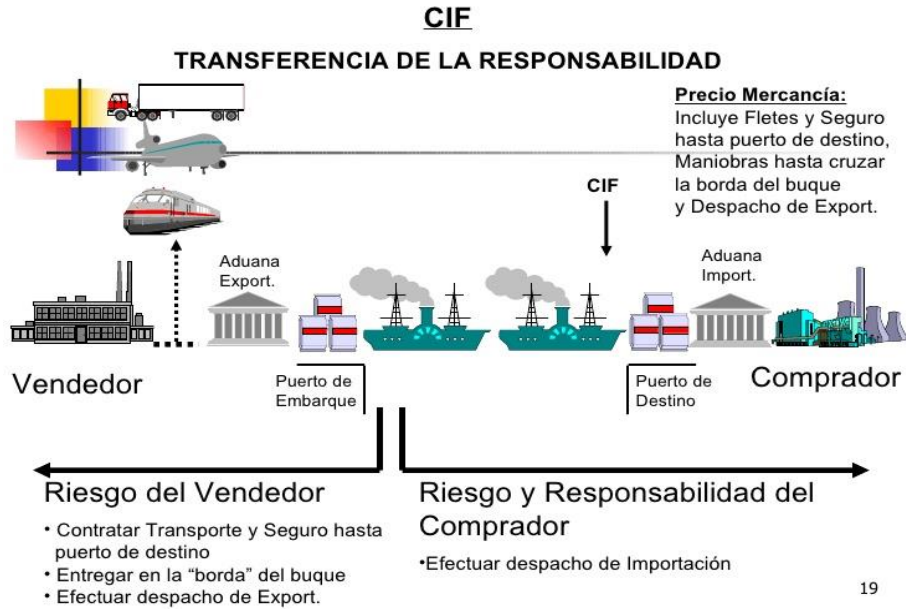 CIF
TRANSFERENCIA DE LA RESPONSABILIDAD
Precio Mercancía:
Incluye Fletes y Seguro
hasta puerto de destino,
Maniobras hasta cruzar
la borda del buque
y Despacho de Export.
CIF
Aduana
Export.
Aduana
Import.
Vendedor
Puerto de
Embarque
Puerto de
Destino
Comprador
Riesgo del Vendedor
• Contratar Transporte y Seguro hasta
puerto de destino
• Entregar en la “borda” del buque
• Efectuar despacho de Export.
Riesgo y Responsabilidad del
Comprador
•Efectuar despacho de Importación
19